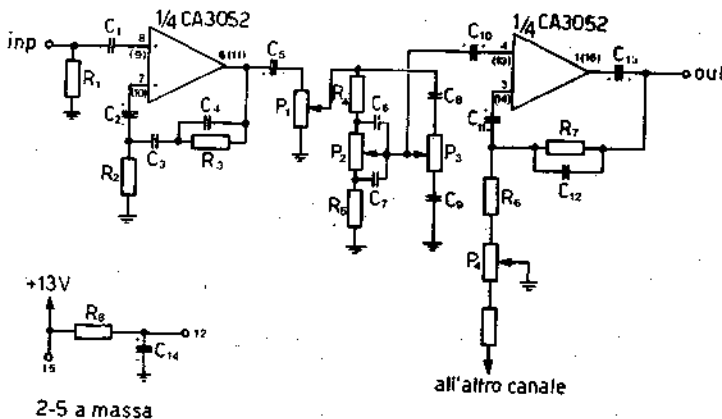 1/4 CA3052
1/4 CA3052
inp
C1
8
(9)
7
(10)
6(11)
C5
R1
C2
C3
C4
R3
R2
P1
R4
C6
P2
C7
R5
C8
P3
C9
C10
4
(13)
3
(14)
1(16)
C13
out
C11
R7
C12
R6
P4
all'altro canale
+13V
R8
12
C14
15
2-5 a massa